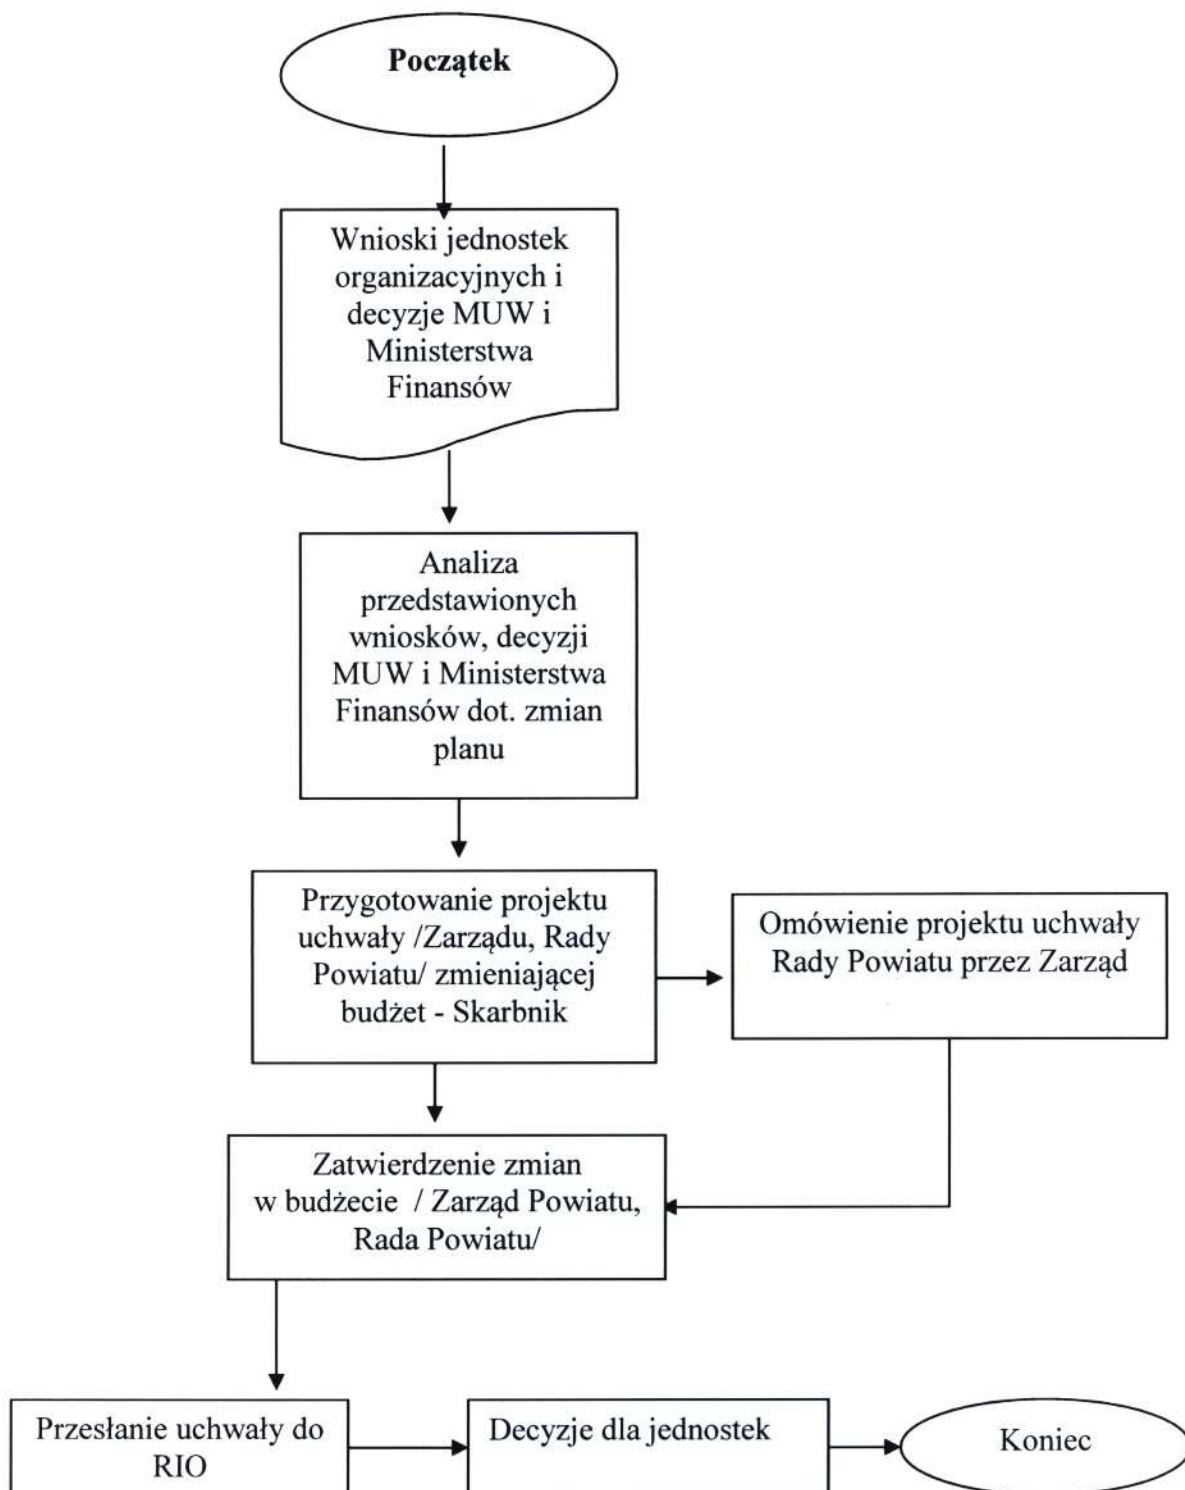 Początek
Wnioski jednostek
organizacyjnych i
decyzje MUW i
Ministerstwa
Finansów
Analiza
przedstawionych
wniosków, decyzji
MUW i Ministerstwa
Finansów dot. zmian
planu
Przygotowanie projektu
uchwały /Zarządu, Rady
Powiatu/ zmieniającej
budżet - Skarbnik
Omówienie projektu uchwały
Rady Powiatu przez Zarząd
Zatwierdzenie zmian
w budżecie / Zarząd Powiatu,
Rada Powiatu/
Przesłanie uchwały do
RIO
Decyzje dla jednostek
Koniec